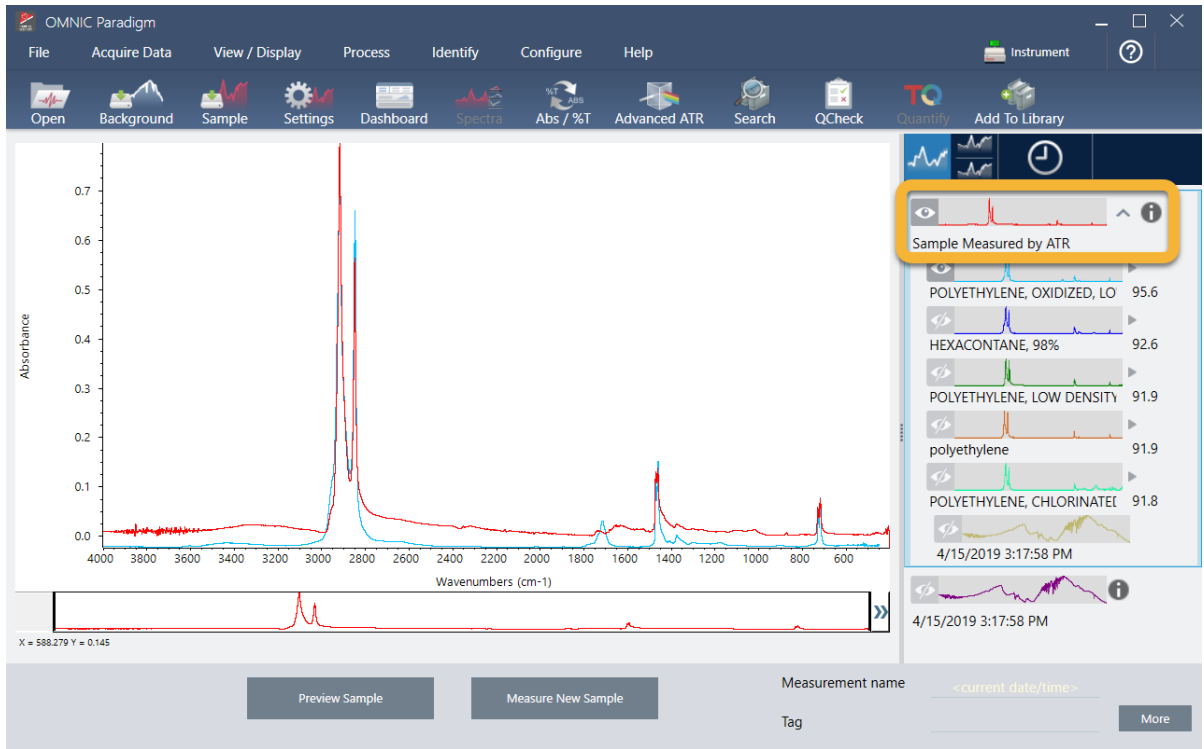 OMNIC Paradigm
File Acquire Data View / Display Process Identify Configure Help Instrument
%T ABS TQ
Open Background Sample Settings Dashboard Spectra Abs / %T Advanced ATR Search QCheck Quantify Add To Library
Sample Measured by ATR
POLYETHYLENE, OXIDIZED, LO 95.6
HEXACONTANE, 98% 92.6
POLYETHYLENE, LOW DENSITY 91.9
polyethylene 91.9
POLYETHYLENE CHLORINATE 91.8
4/15/2019 3:17:58 PM
4/15/2019 3:17:58 PM
Absorbance
0.7
0.6
0.5
0.4
0.3
0.2
0.1
0.0
4000 3800 3600 3400 3200 3000 2800 2600 2400 2200 2000 1800 1600 1400 1200 1000 800 600
Wavenumbers (cm-1)
X = 588.279 Y = 0.145
Preview Sample Measure New Sample
Measurement name <current date/time>
Tag
More